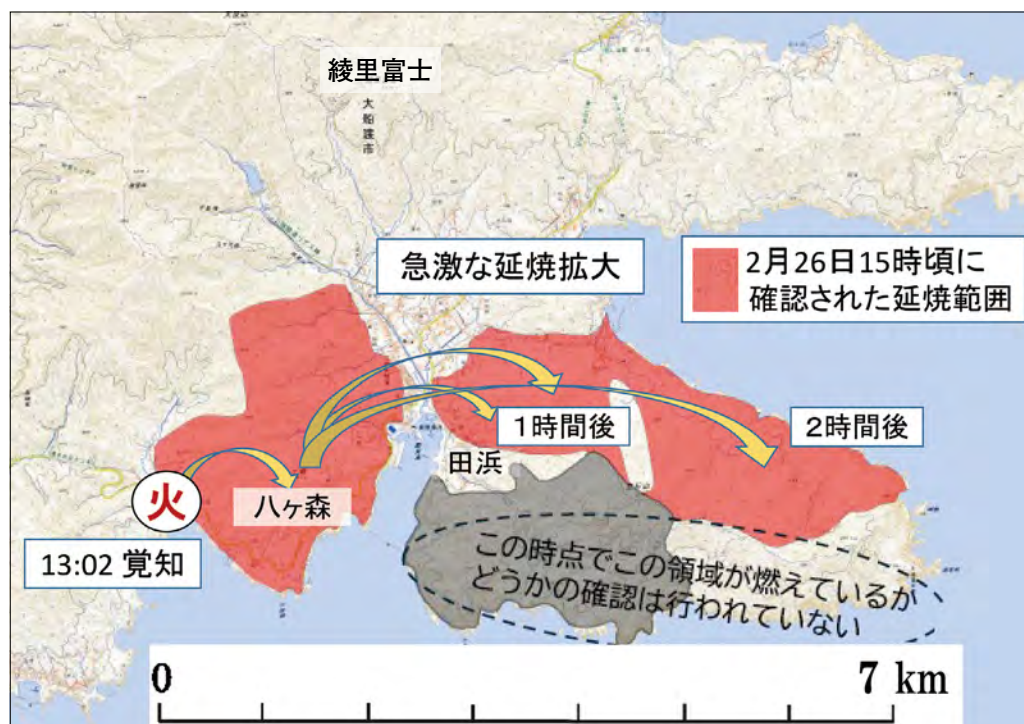 綾里富士
大船渡市
急激な延焼拡大
2月26日15時頃に
確認された延焼範囲
1時間後
2時間後
田浜
火
八ヶ森
13:02 覚知
この時点でこの領域が燃えているか
どうかの確認は行われていない
0
7 km